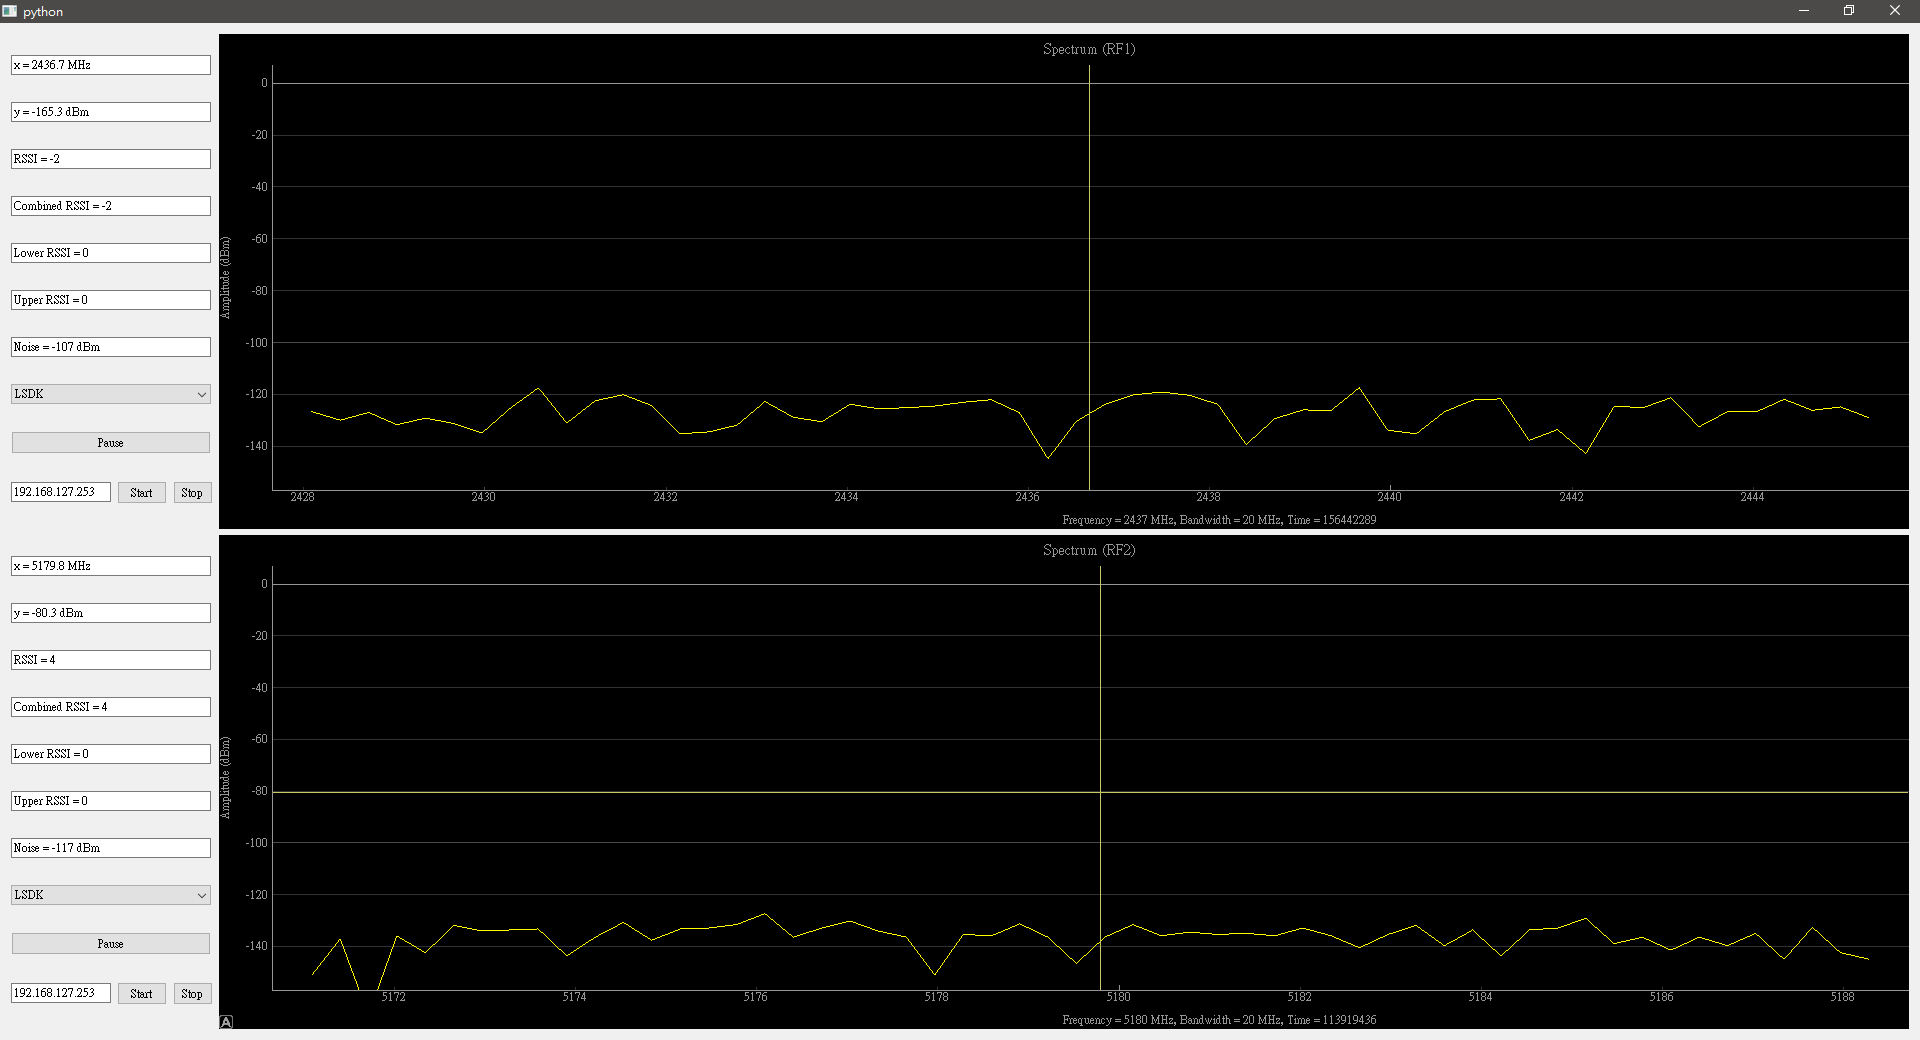 python
x = 2436.7 MHz
y = -165.3 dBm
RSSI = -2
Combined RSSI = -2
Lower RSSI = 0
Upper RSSI = 0
Noise = -107 dBm
LSDK
Pause
192.168.127.253 Start Stop
Spectrum (RF1)
Amplitude (dBm)
0
-20
-40
-60
-80
-100
-120
-140
2428 2430 2432 2434 2436 2438 2440 2442 2444
Frequency = 2437 MHz, Bandwidth = 20 MHz, Time = 156442289
x = 5179.8 MHz
y = -80.3 dBm
RSSI = 4
Combined RSSI = 4
Lower RSSI = 0
Upper RSSI = 0
Noise = -117 dBm
LSDK
Pause
192.168.127.253 Start Stop
Spectrum (RF2)
Amplitude (dBm)
0
-20
-40
-60
-80
-100
-120
-140
5172 5174 5176 5178 5180 5182 5184 5186 5188
Frequency = 5180 MHz, Bandwidth = 20 MHz, Time = 113919436
A